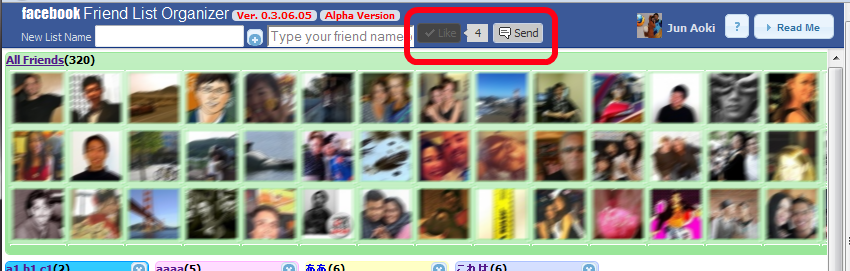 facebook Friend List Organizer Ver. 0.3.06.05 Alpha Version
New List Name Type your friend name Like 4 Send Jun Aoki ? Read Me
All Friends(320)
a1 b1 c1(2) aaaa(5) ああ(6) これは(6)